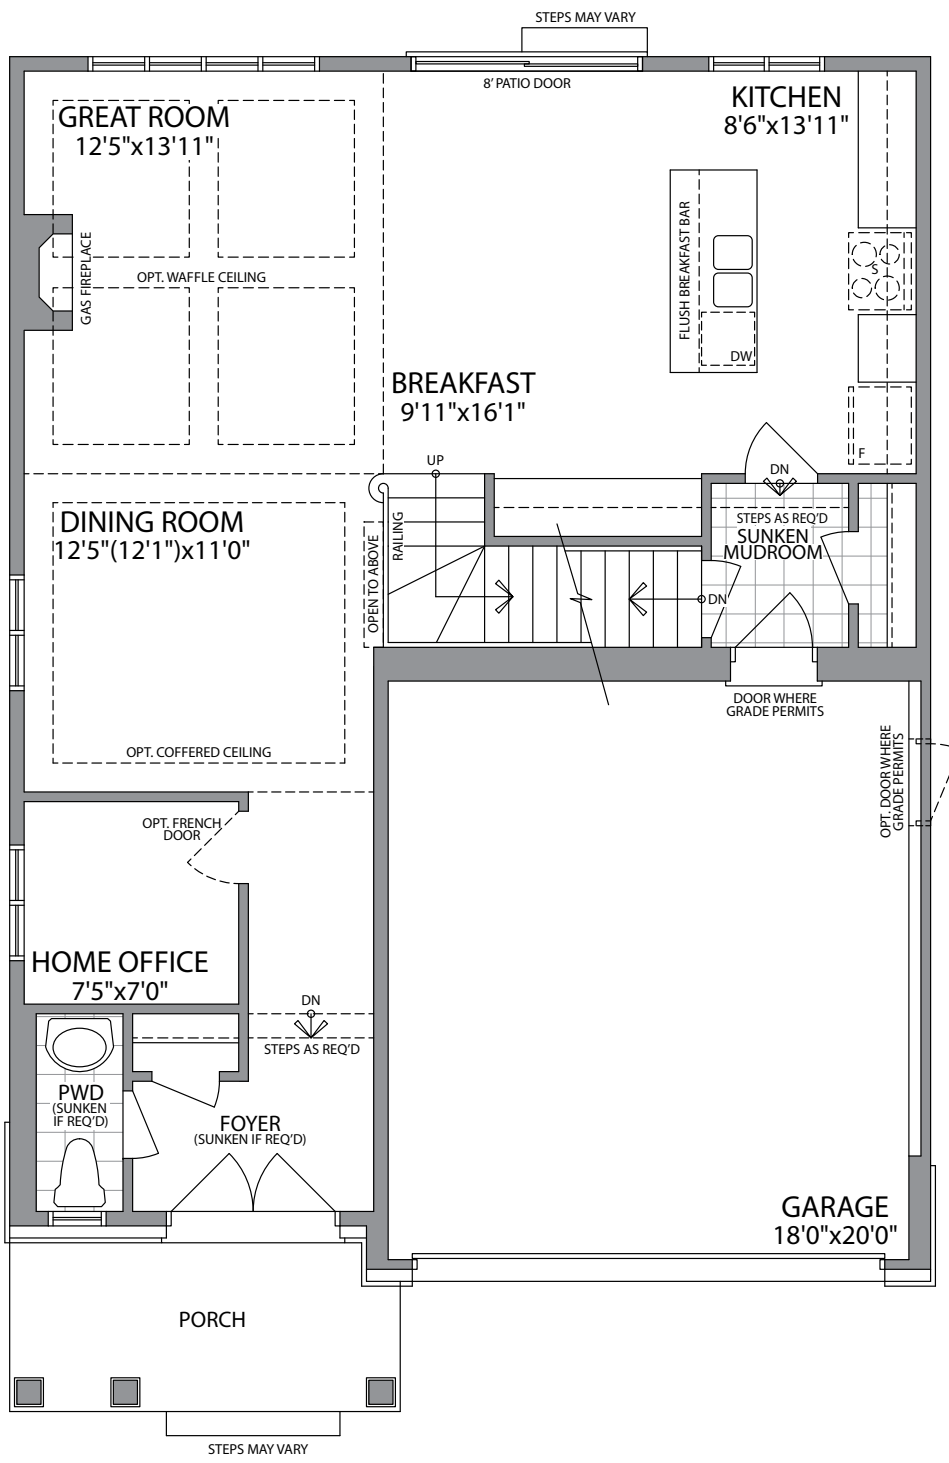 STEPS MAY VARY
8' PATIO DOOR
GREAT ROOM
12'5"x13'11"
KITCHEN
8'6"x13'11"
GAS FIREPLACE
OPT. WAFFLE CEILING
FLUSH BREAKFAST BAR
S
DW
BREAKFAST
9'11"x16'1"
F
UP
DN
STEPS AS REQ'D
SUNKEN
MUDROOM
DINING ROOM
12'5"(12'1")x11'0"
OPEN TO ABOVE
RAILING
DN
OPT. COFFERED CEILING
DOOR WHERE
GRADE PERMITS
OPT. DOOR WHERE
GRADE PERMITS
OPT. FRENCH
DOOR
HOME OFFICE
7'5"x7'0"
DN
STEPS AS REQ'D
PWD
(SUNKEN
IF REQ'D)
FOYER
(SUNKEN IF REQ'D)
GARAGE
18'0"x20'0"
PORCH
STEPS MAY VARY